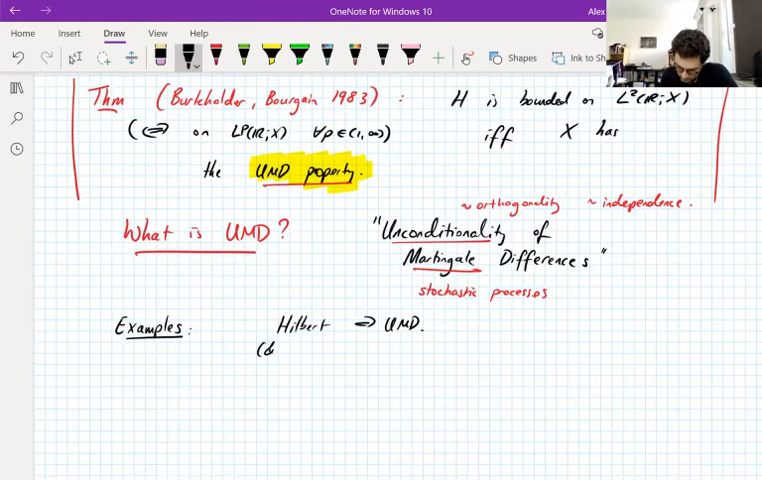 OneNote for Windows 10
Alex
Home Insert Draw View Help
Shapes Ink to Sh
Thm (Burkholder, Bourgain 1983) : H is bounded on L²(ℝ;X)
(⇔ on Lᵖ(ℝ;X) ∀p∈(1,∞)) iff X has
the UMD property.
~ orthogonality ~ independence.
What is UMD? "Unconditionality of
Martingale Differences"
stochastic processes
Examples: Hilbert ⇒ UMD.
(&